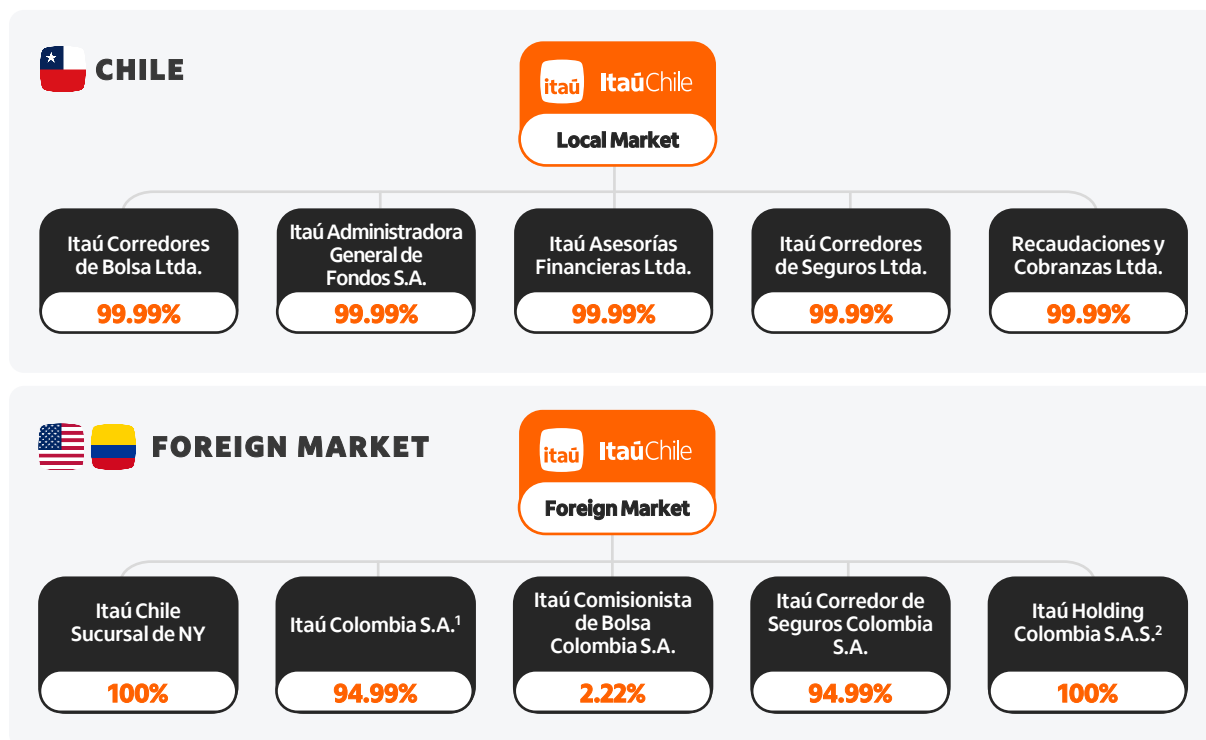 CHILE
itaú ItaúChile
Local Market
Itaú Corredores
de Bolsa Ltda.
99.99%
Itaú Administradora
General de
Fondos S.A.
99.99%
Itaú Asesorías
Financieras Ltda.
99.99%
Itaú Corredores
de Seguros Ltda.
99.99%
Recaudaciones y
Cobranzas Ltda.
99.99%
FOREIGN MARKET
itaú ItaúChile
Foreign Market
Itaú Chile
Sucursal de NY
100%
Itaú Colombia S.A.¹
94.99%
Itaú Comisionista
de Bolsa
Colombia S.A.
2.22%
Itaú Corredor de
Seguros Colombia
S.A.
94.99%
Itaú Holding
Colombia S.A.S.²
100%